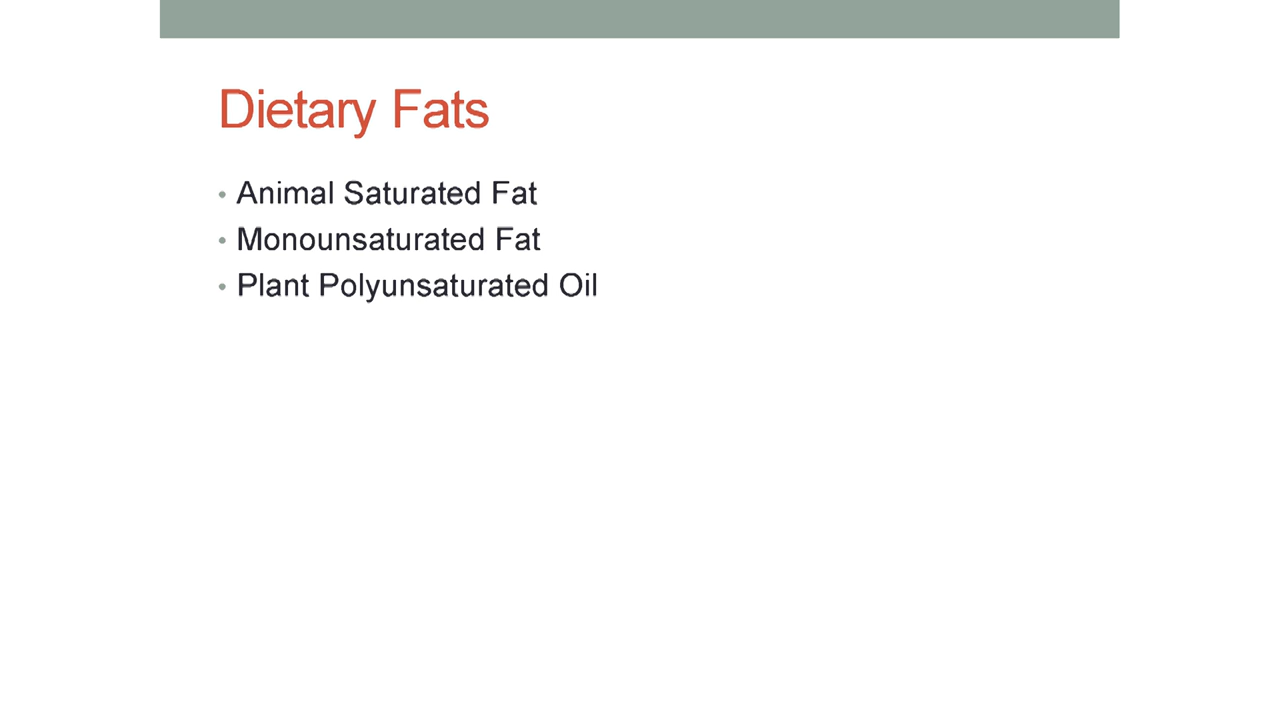 Dietary Fats
• Animal Saturated Fat
• Monounsaturated Fat
• Plant Polyunsaturated Oil